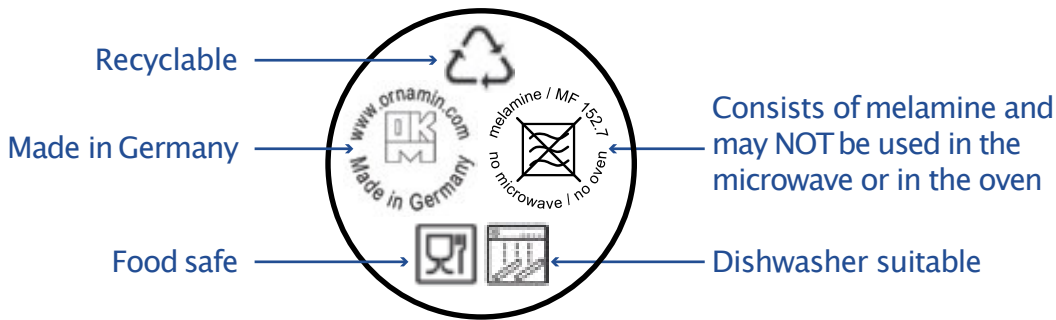 Recyclable
www.ornamin.com
OK
M
Made in Germany
melamine / MF 152.7
no microwave / no oven
Made in Germany
Consists of melamine and
may NOT be used in the
microwave or in the oven
Food safe
Dishwasher suitable